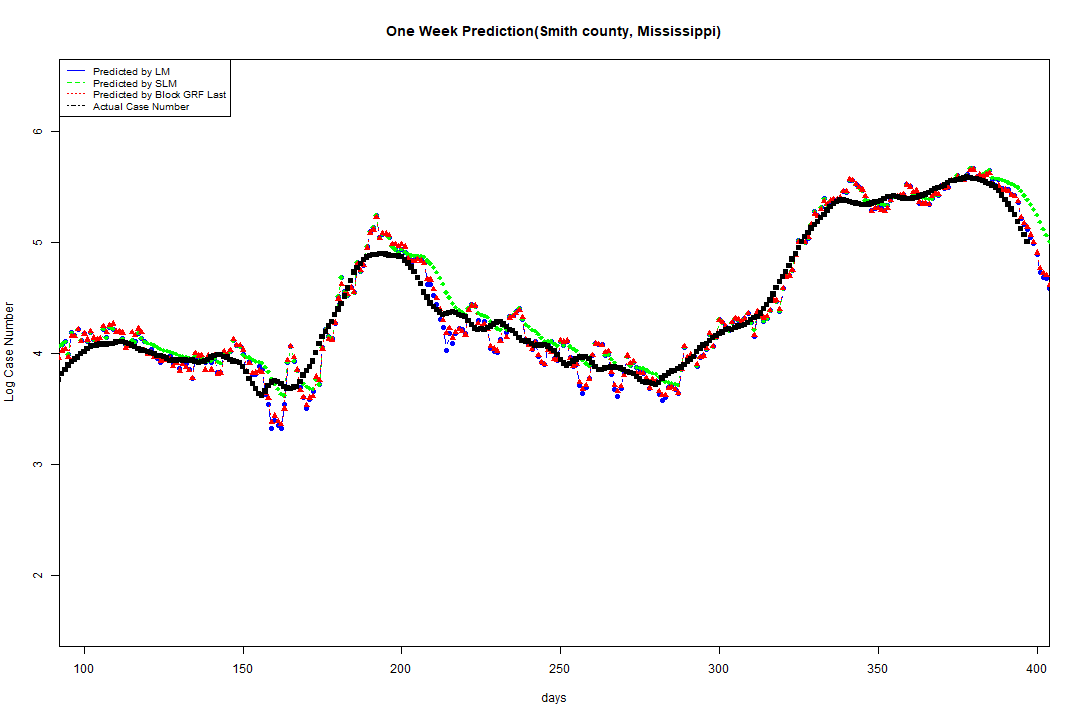 One Week Prediction(Smith county, Mississippi)
Predicted by LM
Predicted by SLM
Predicted by Block GRF Last
Actual Case Number
6
5
4
3
2
Log Case Number
100 150 200 250 300 350 400
days